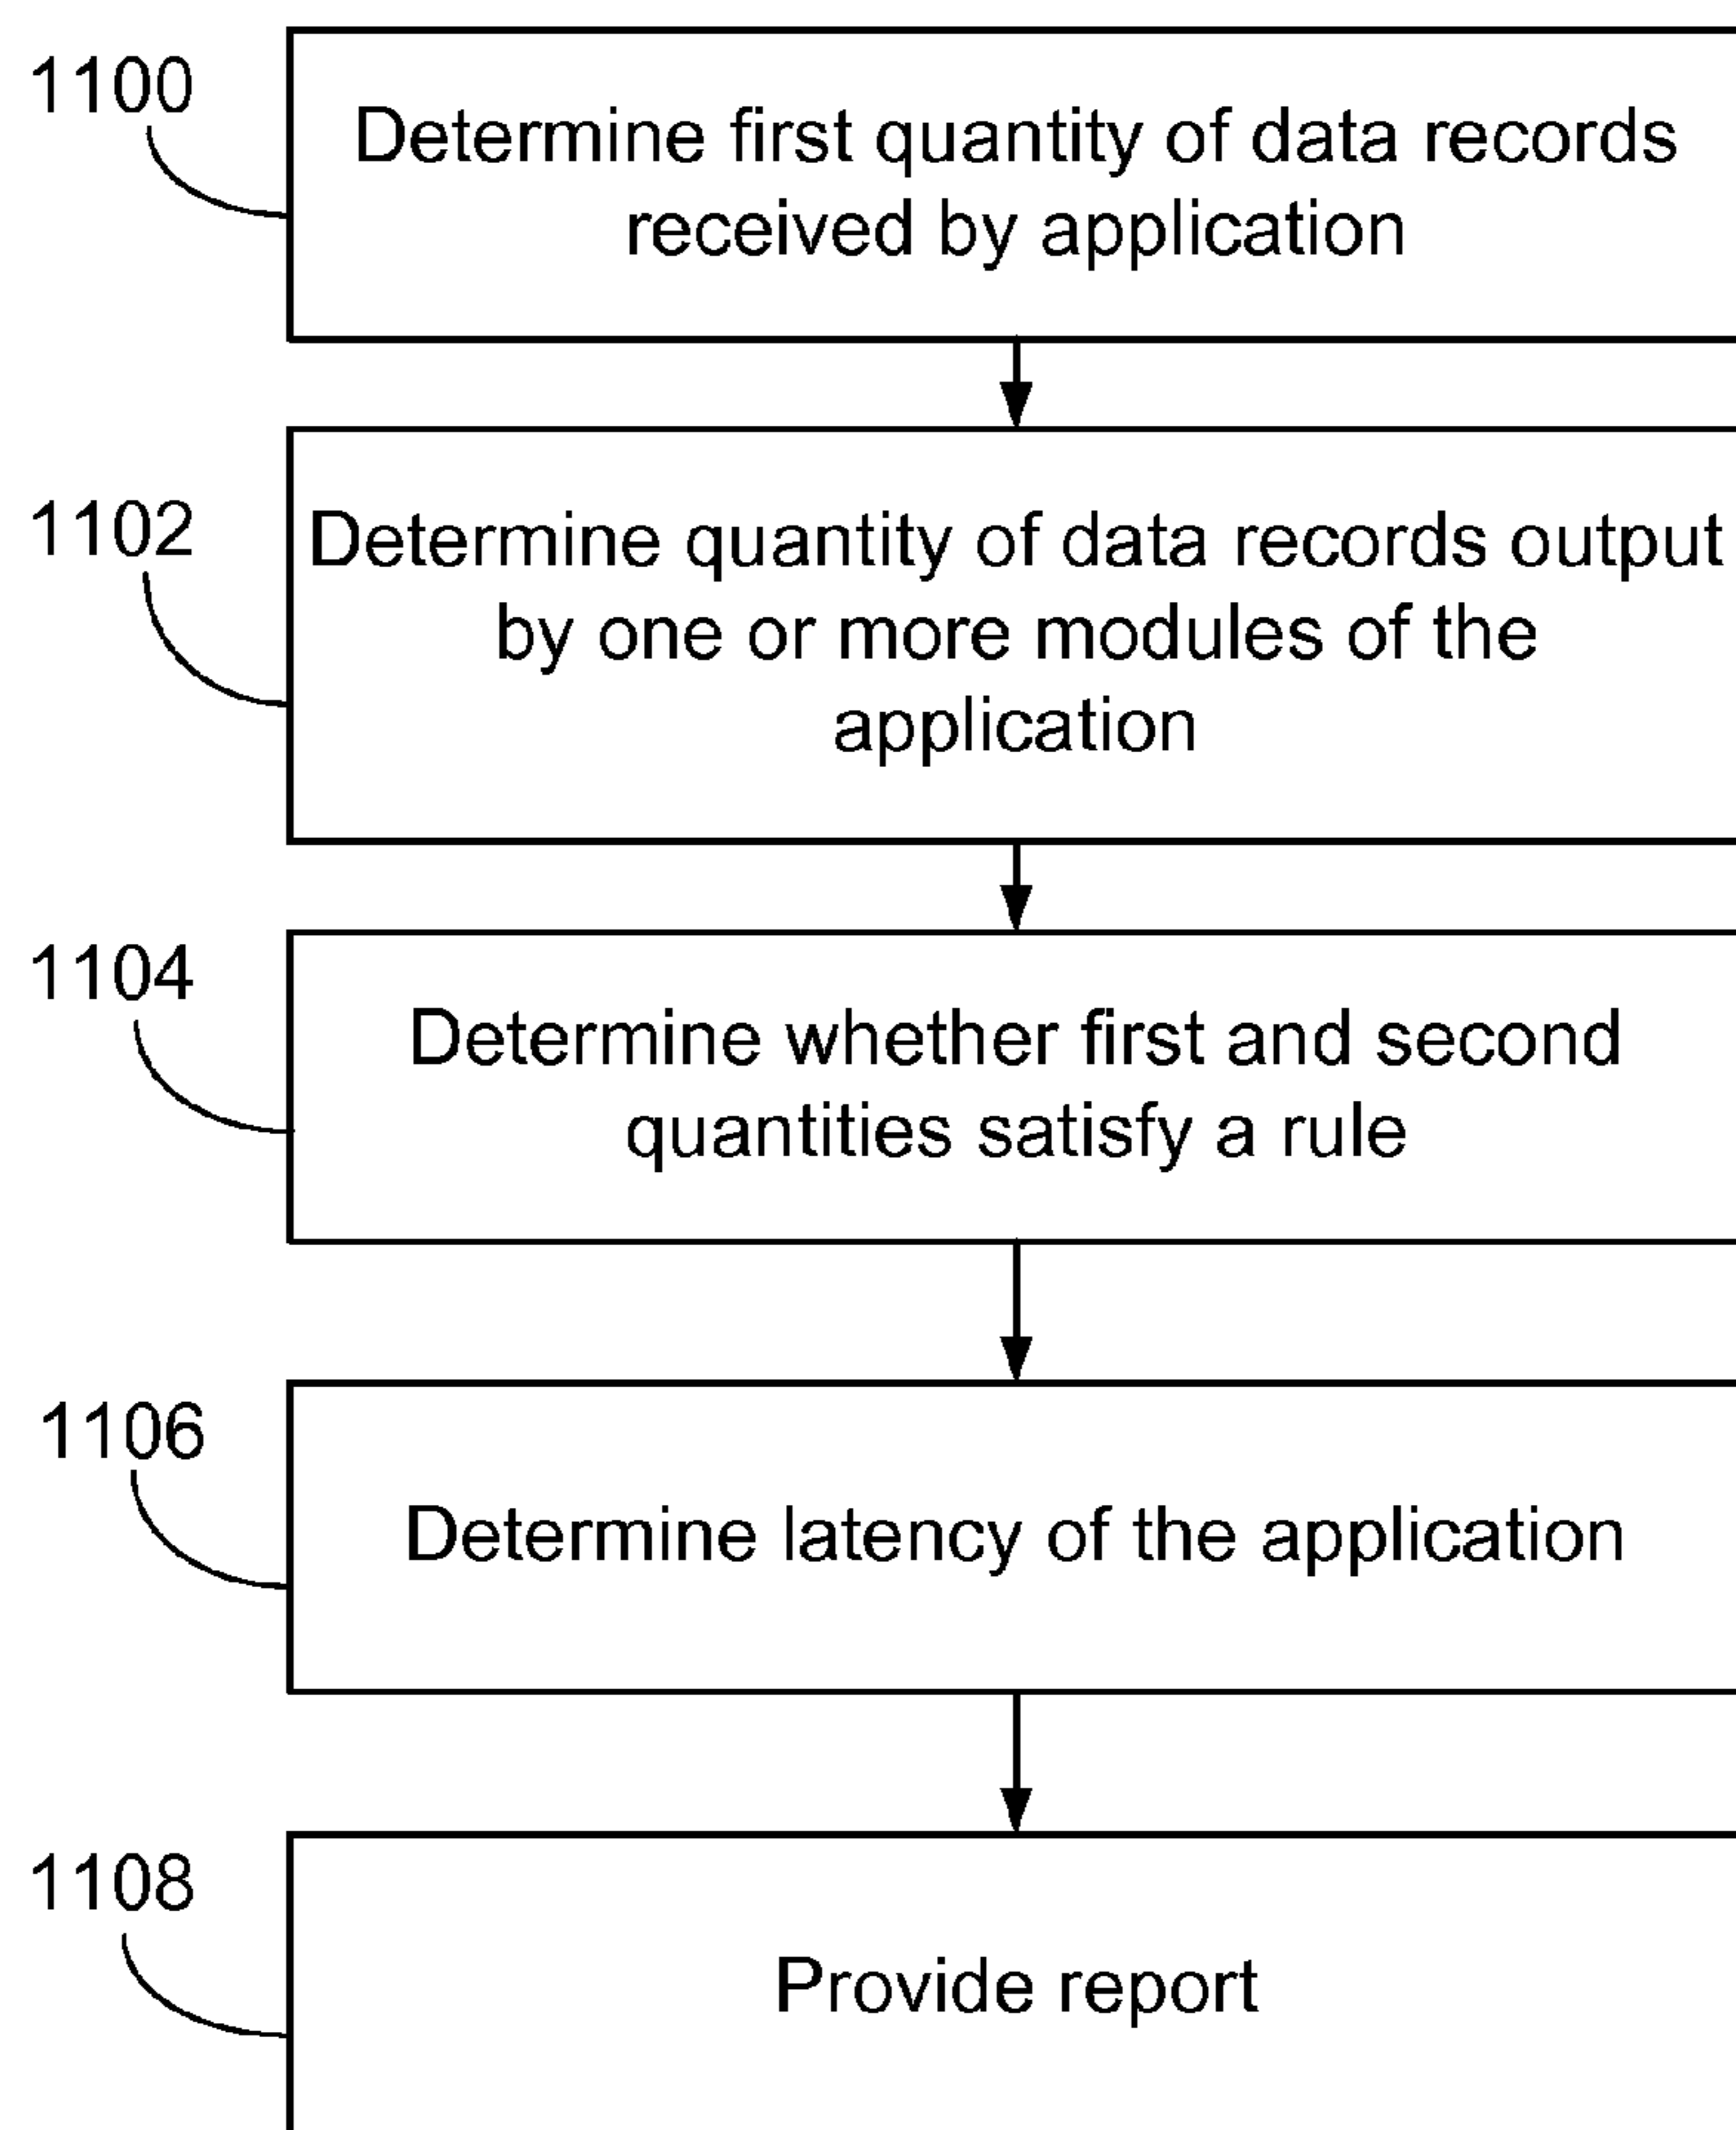 1100
Determine first quantity of data records
received by application
1102
Determine quantity of data records output
by one or more modules of the
application
1104
Determine whether first and second
quantities satisfy a rule
1106
Determine latency of the application
1108
Provide report